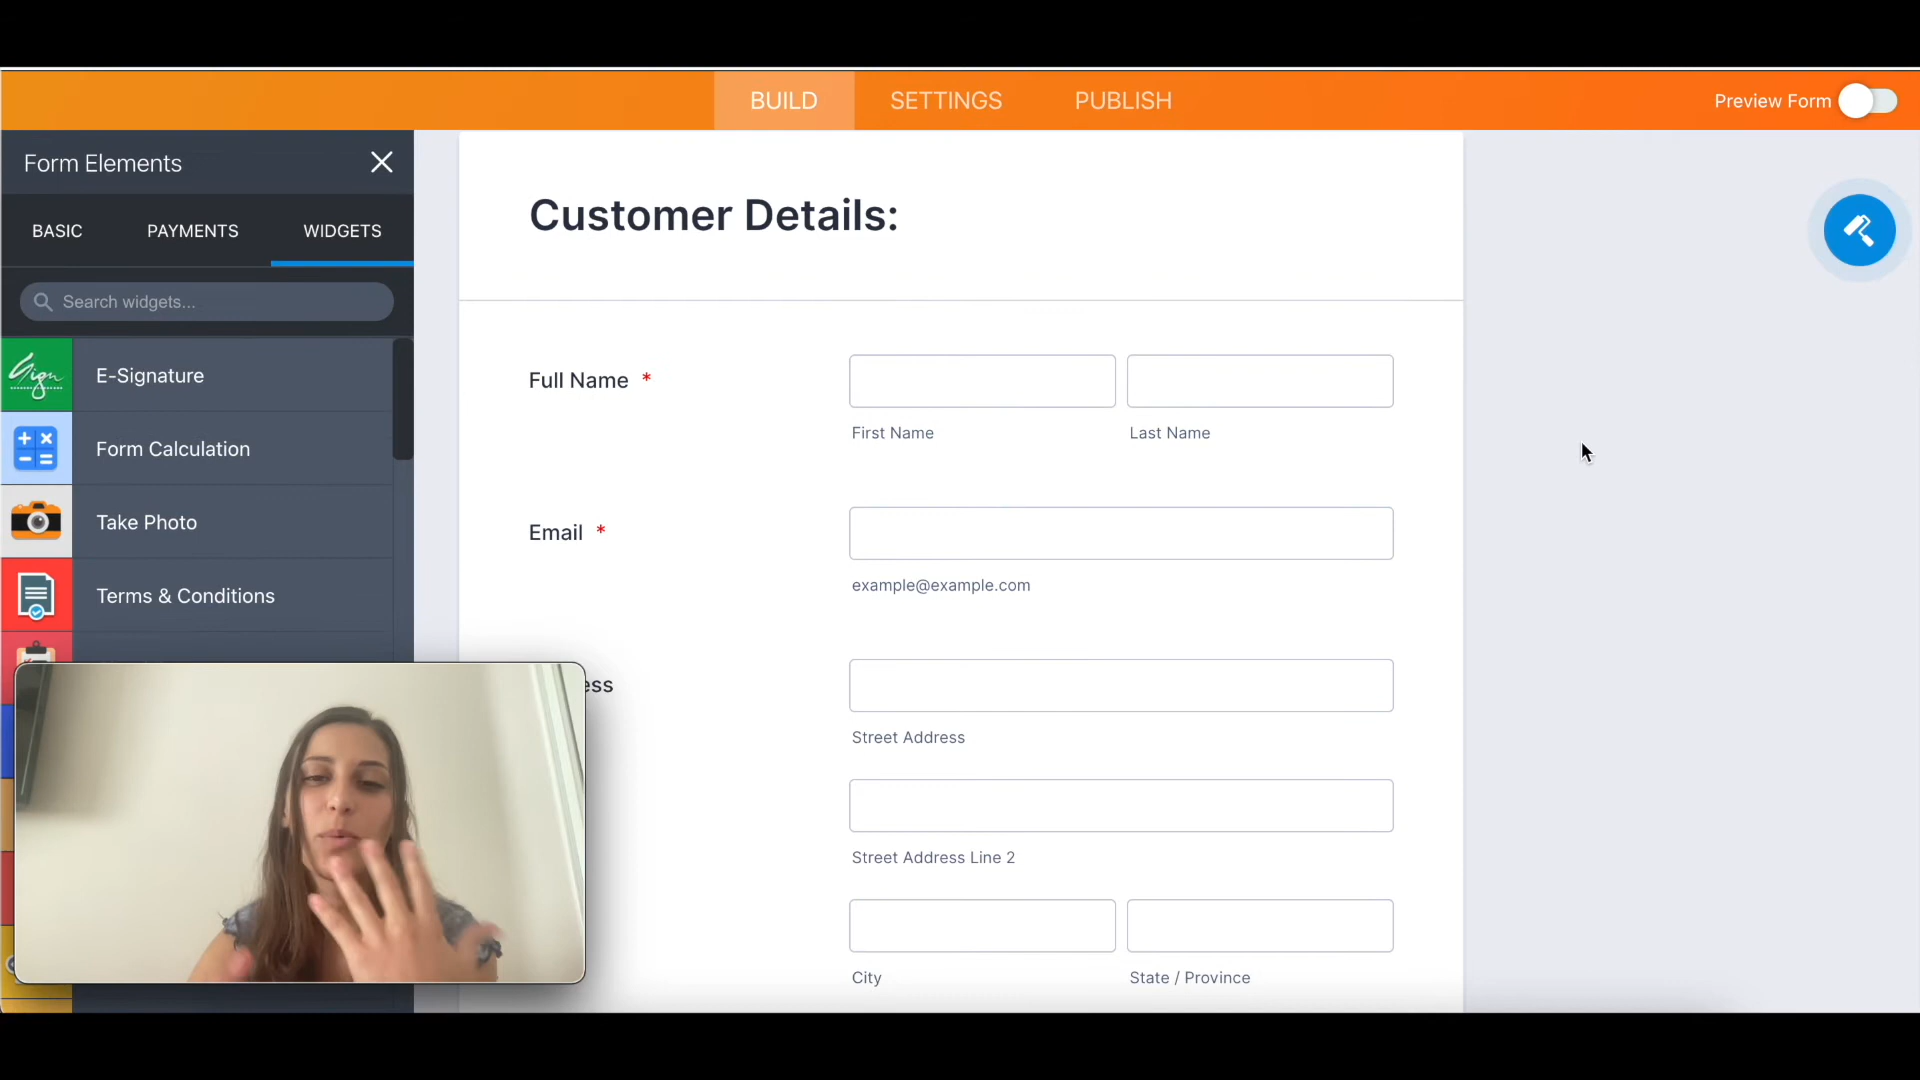 BUILD
SETTINGS
PUBLISH
Preview Form
Form Elements
BASIC
PAYMENTS
WIDGETS
Search widgets...
Sign
E-Signature
Form Calculation
Take Photo
Terms & Conditions
Customer Details:
Full Name *
First Name
Last Name
Email *
example@example.com
ess
Street Address
Street Address Line 2
City
State / Province